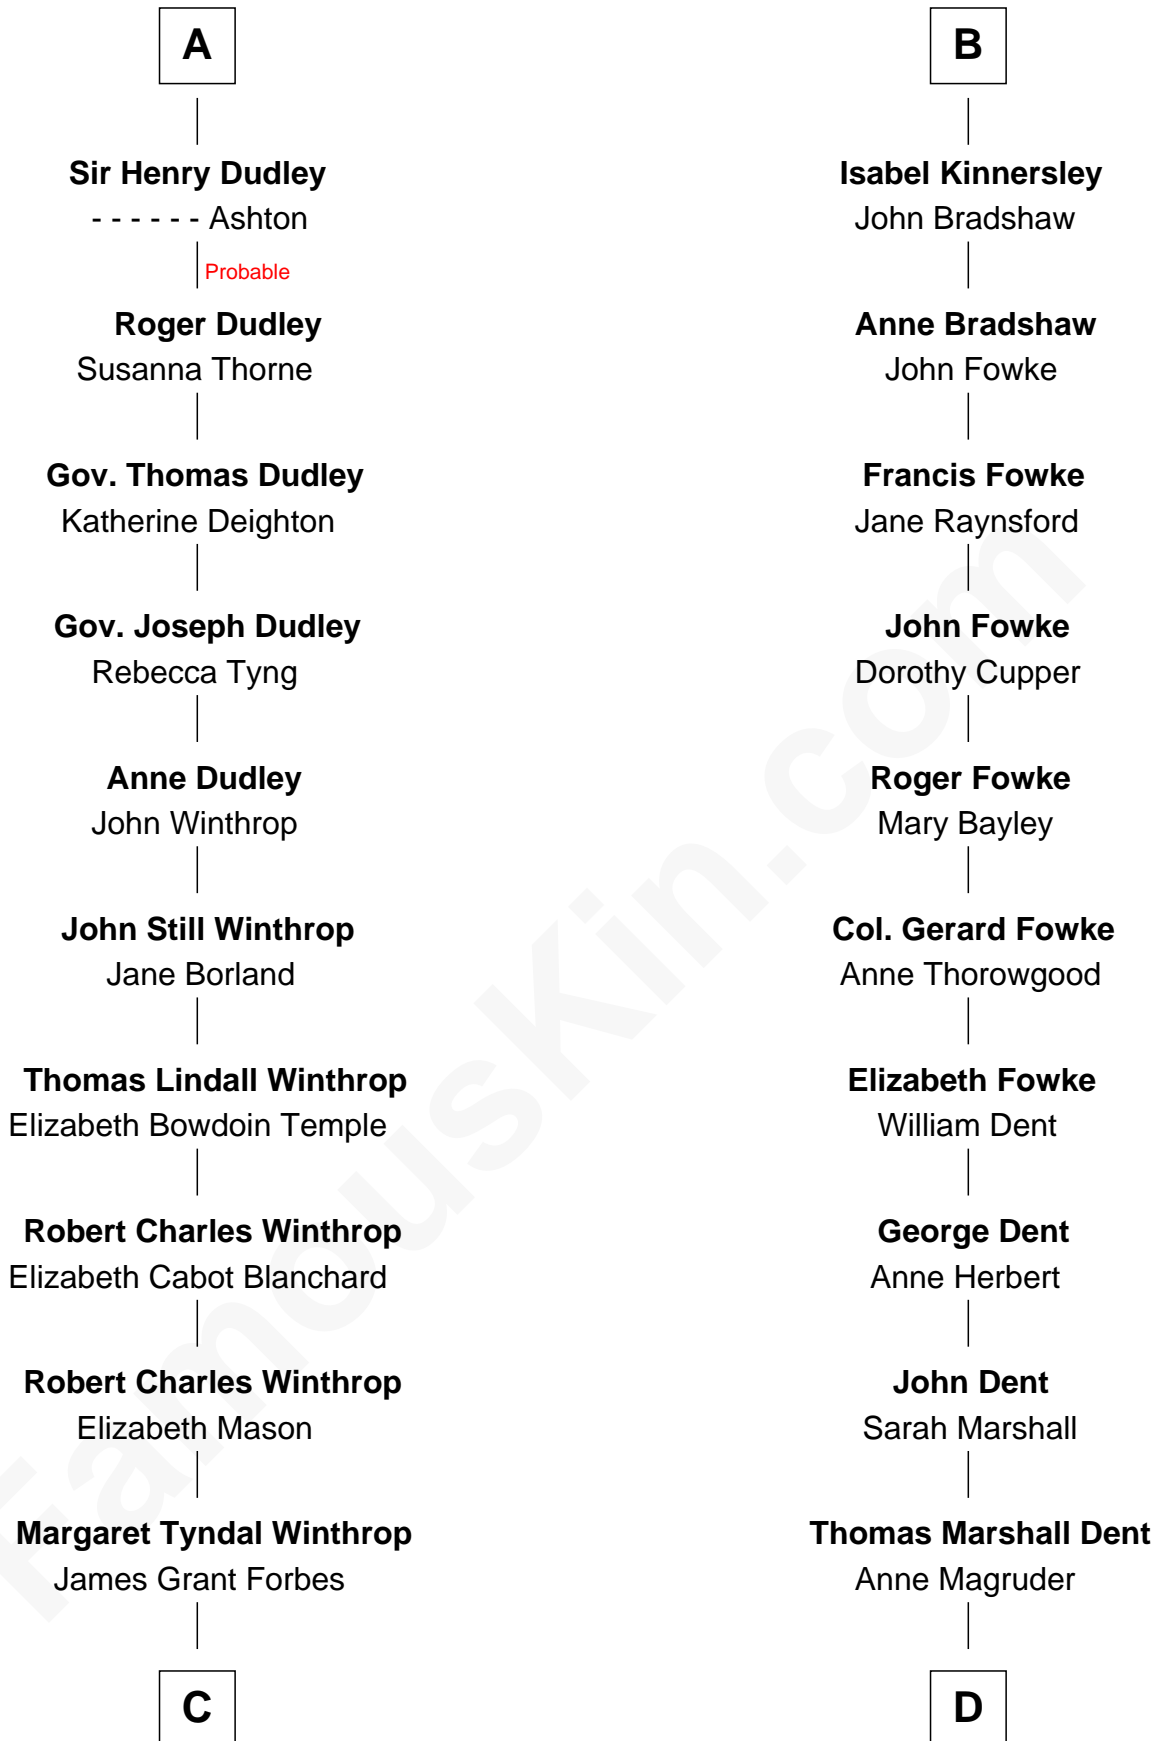 A
Sir Henry Dudley
- - - - - - Ashton
Probable
Roger Dudley
Susanna Thorne
Gov. Thomas Dudley
Katherine Deighton
Gov. Joseph Dudley
Rebecca Tyng
Anne Dudley
John Winthrop
John Still Winthrop
Jane Borland
Thomas Lindall Winthrop
Elizabeth Bowdoin Temple
Robert Charles Winthrop
Elizabeth Cabot Blanchard
Robert Charles Winthrop
Elizabeth Mason
Margaret Tyndal Winthrop
James Grant Forbes
C
B
Isabel Kinnersley
John Bradshaw
Anne Bradshaw
John Fowke
Francis Fowke
Jane Raynsford
John Fowke
Dorothy Cupper
Roger Fowke
Mary Bayley
Col. Gerard Fowke
Anne Thorowgood
Elizabeth Fowke
William Dent
George Dent
Anne Herbert
John Dent
Sarah Marshall
Thomas Marshall Dent
Anne Magruder
D
FamousKin.com